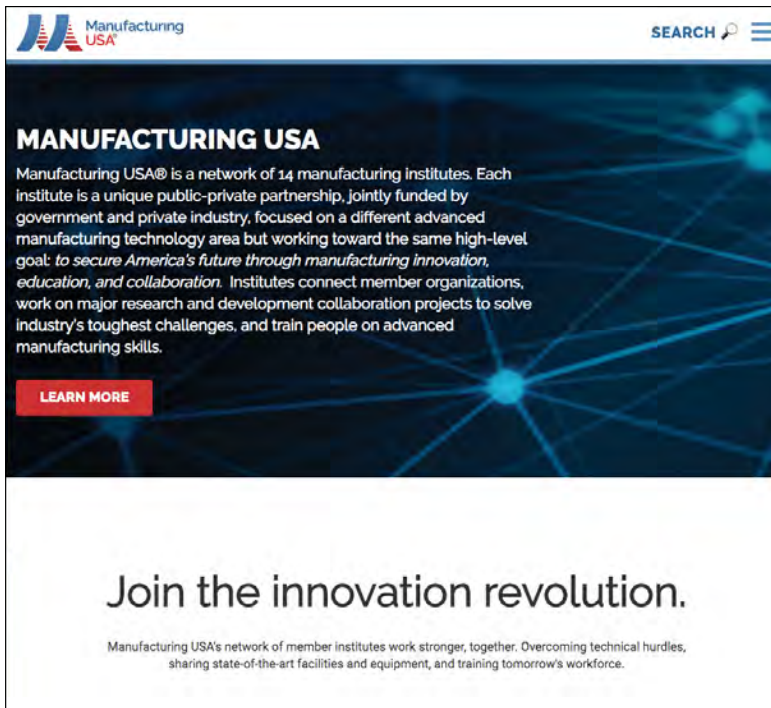 Manufacturing
USA®
SEARCH
MANUFACTURING USA
Manufacturing USA® is a network of 14 manufacturing institutes. Each
institute is a unique public-private partnership, jointly funded by
government and private industry, focused on a different advanced
manufacturing technology area but working toward the same high-level
goal: to secure America's future through manufacturing innovation,
education, and collaboration. Institutes connect member organizations,
work on major research and development collaboration projects to solve
industry's toughest challenges, and train people on advanced
manufacturing skills.
LEARN MORE
Join the innovation revolution.
Manufacturing USA's network of member institutes work stronger, together. Overcoming technical hurdles,
sharing state-of-the-art facilities and equipment, and training tomorrow's workforce.